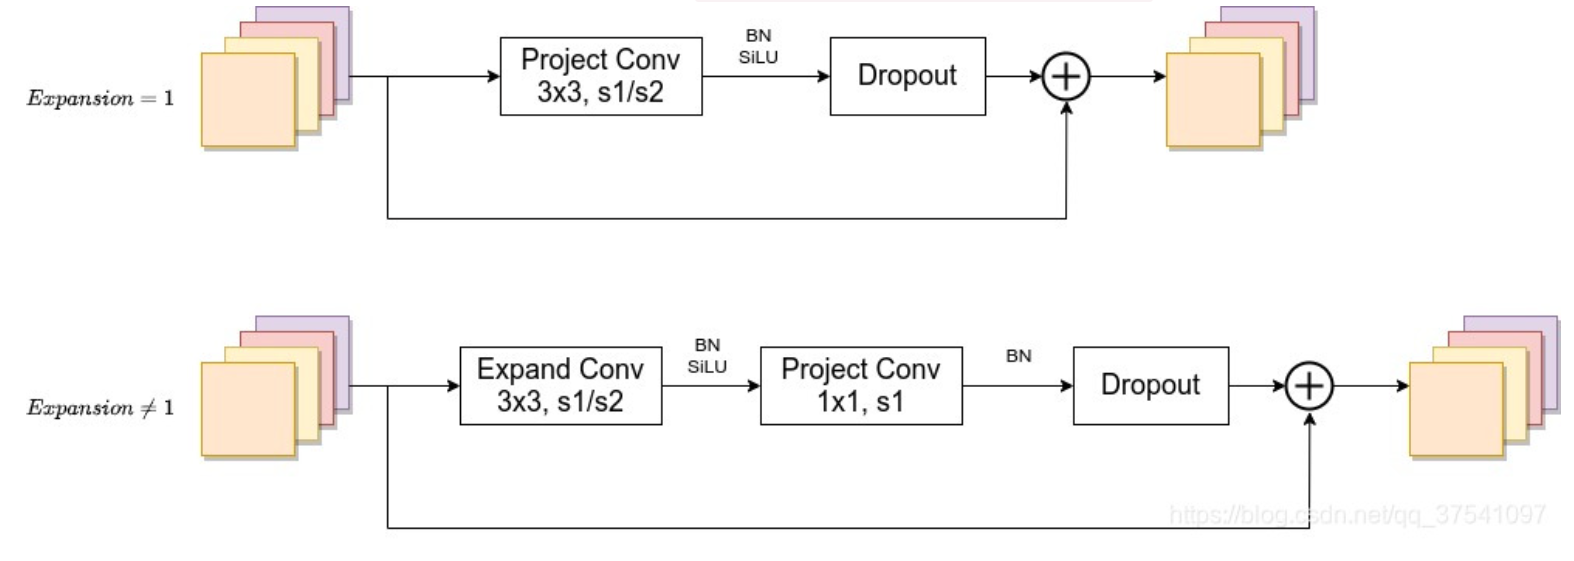 Expansion = 1
Project Conv
3x3, s1/s2
BN
SiLU
Dropout
Expansion ≠ 1
Expand Conv
3x3, s1/s2
BN
SiLU
Project Conv
1x1, s1
BN
Dropout
https://blog.csdn.net/qq_37541097